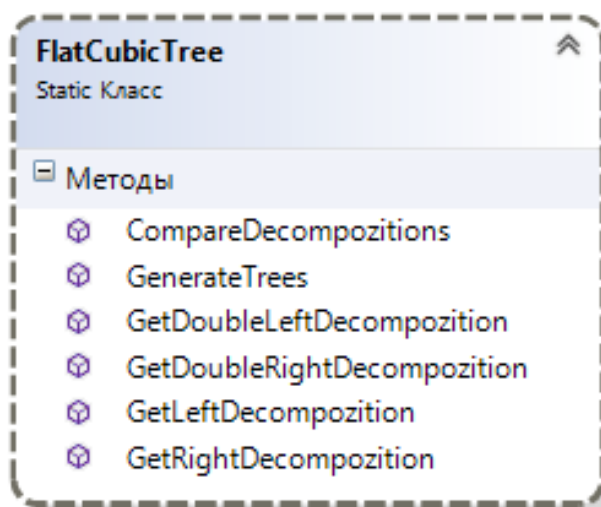 FlatCubicTree
Static Класс
Методы
CompareDecompozitions
GenerateTrees
GetDoubleLeftDecompozition
GetDoubleRightDecompozition
GetLeftDecompozition
GetRightDecompozition